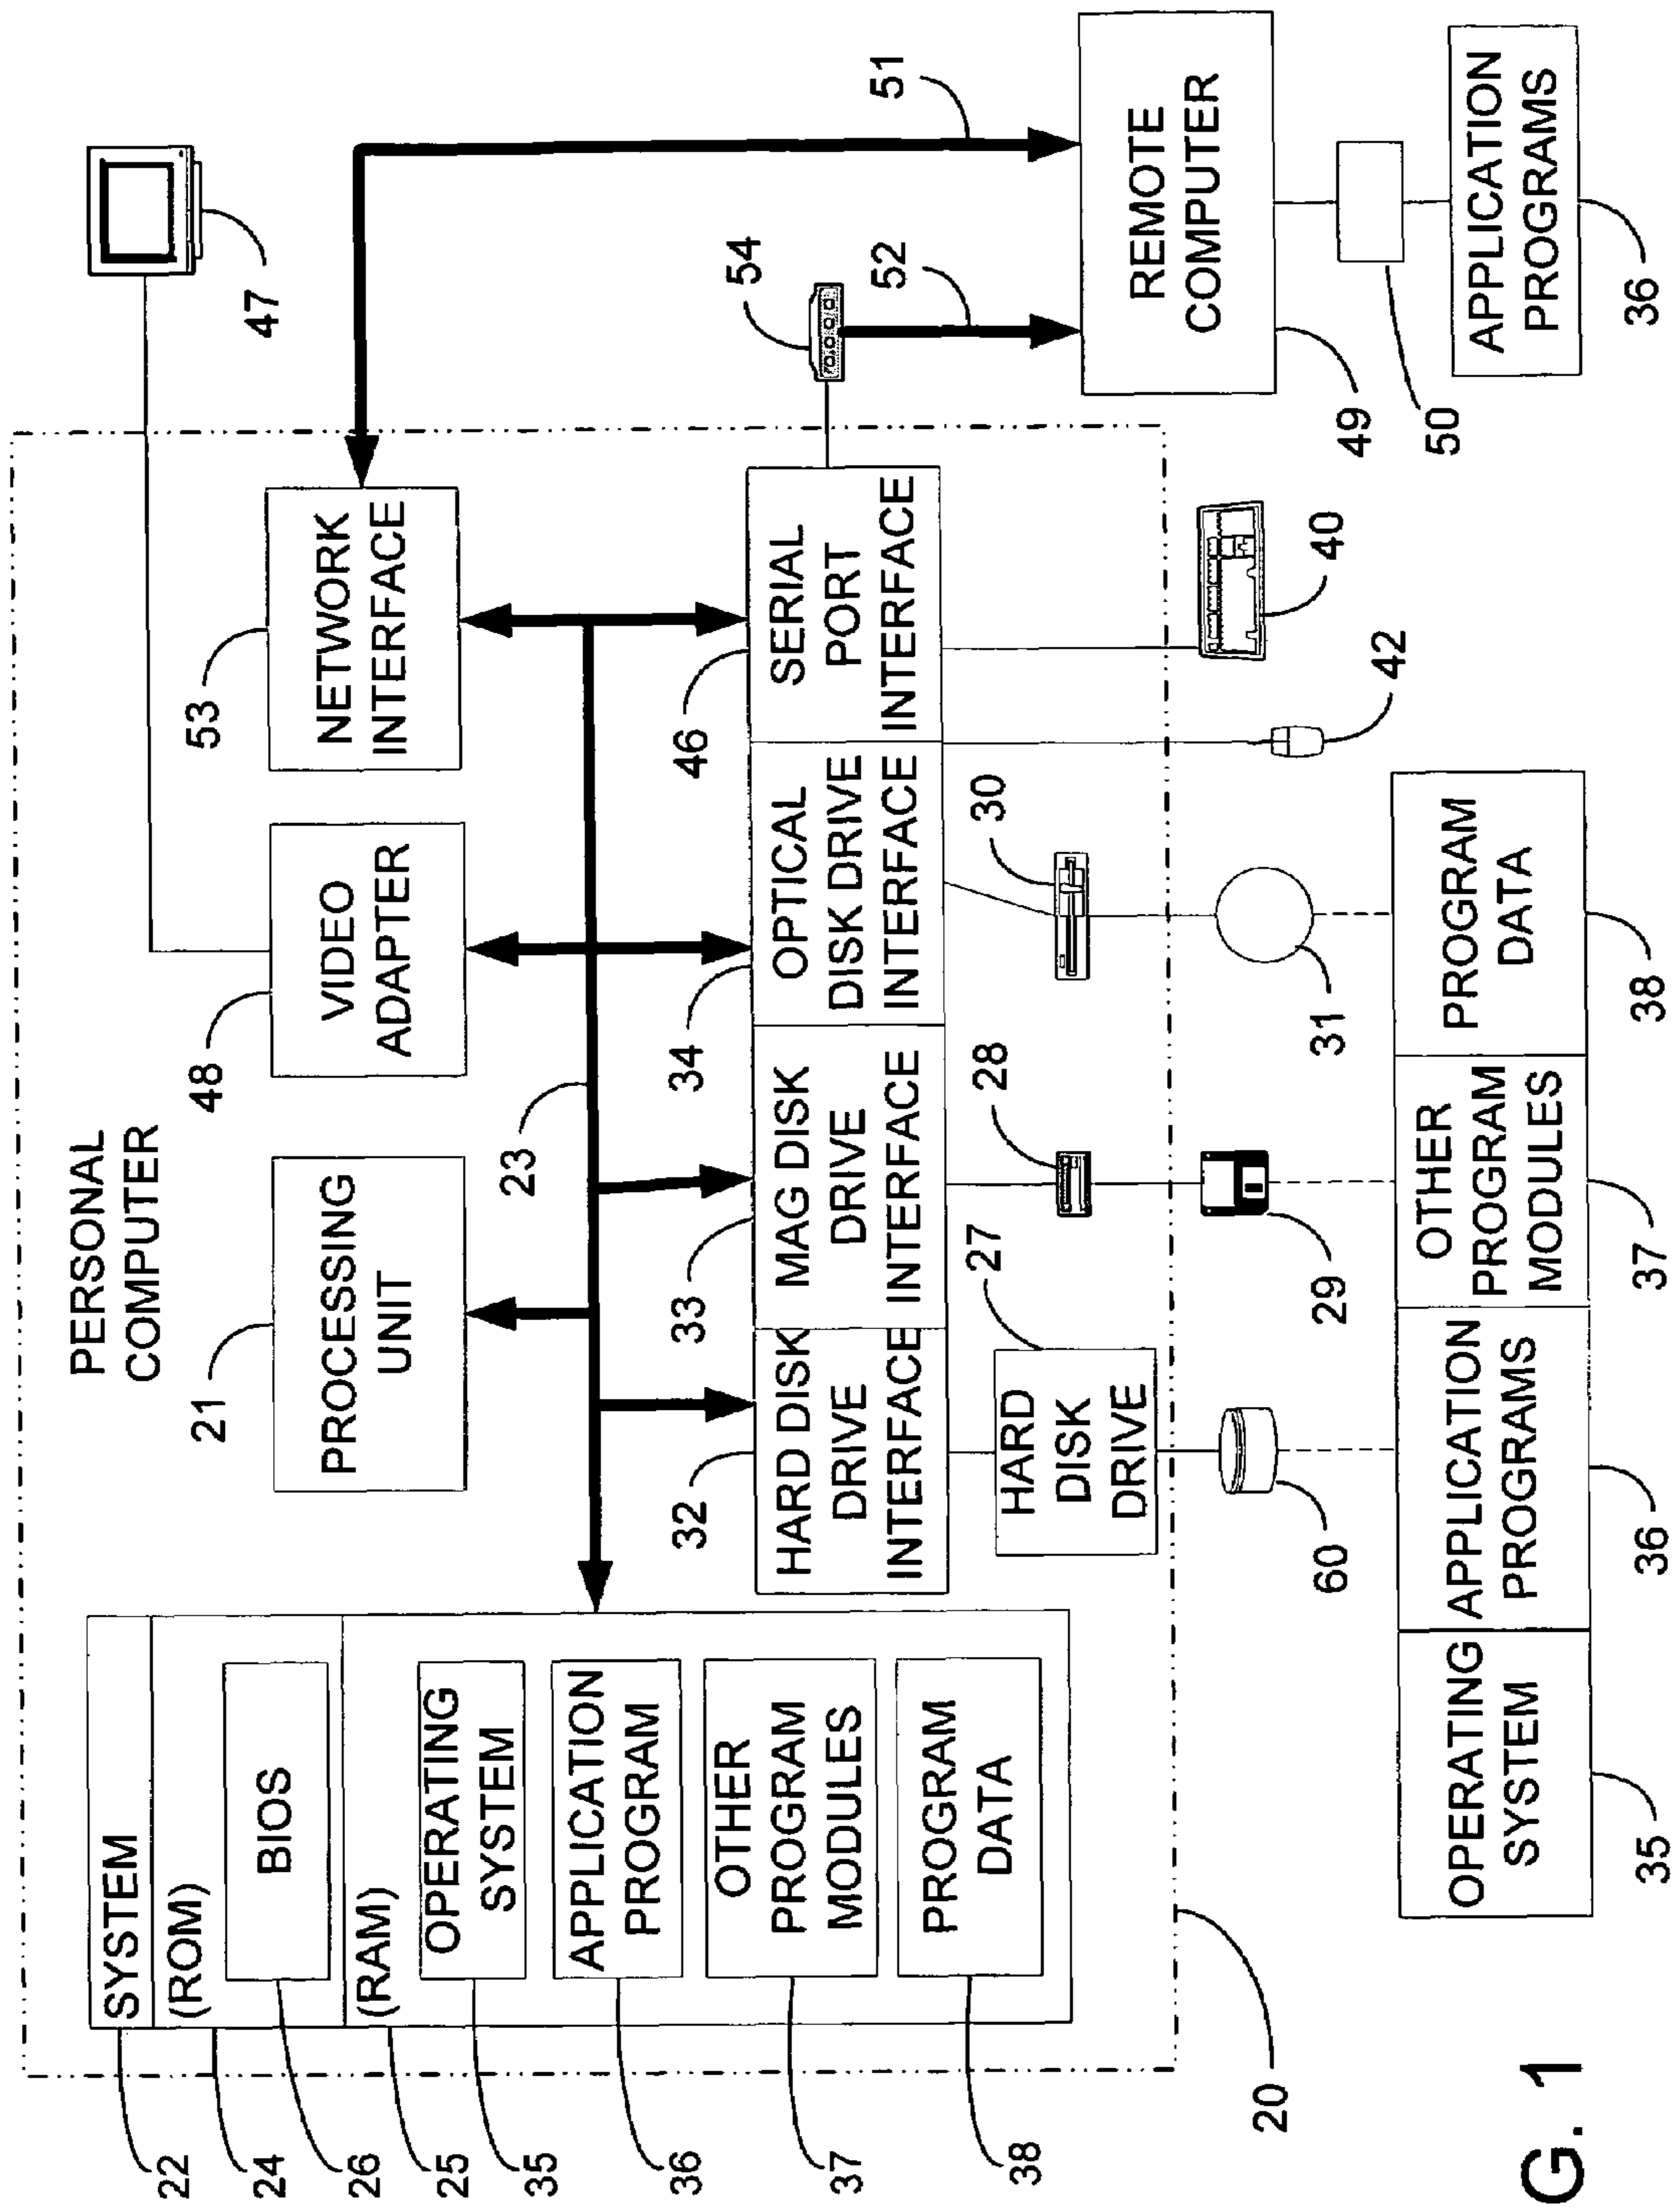 PERSONAL
COMPUTER
47
22
SYSTEM
24
(ROM)
26
BIOS
25
(RAM)
35
OPERATING
SYSTEM
36
APPLICATION
PROGRAM
37
OTHER
PROGRAM
MODULES
38
PROGRAM
DATA
21
PROCESSING
UNIT
48
VIDEO
ADAPTER
53
NETWORK
INTERFACE
23
32
HARD DISK
DRIVE
INTERFACE
33
MAG DISK
DRIVE
INTERFACE
34
OPTICAL
DISK DRIVE
INTERFACE
46
SERIAL
PORT
INTERFACE
54
52
51
27
HARD
DISK
DRIVE
28
30
60
29
31
42
40
20
REMOTE
COMPUTER
49
50
APPLICATION
PROGRAMS
36
OPERATING
SYSTEM
35
APPLICATION
PROGRAMS
36
OTHER
PROGRAM
MODULES
37
PROGRAM
DATA
38
G. 1